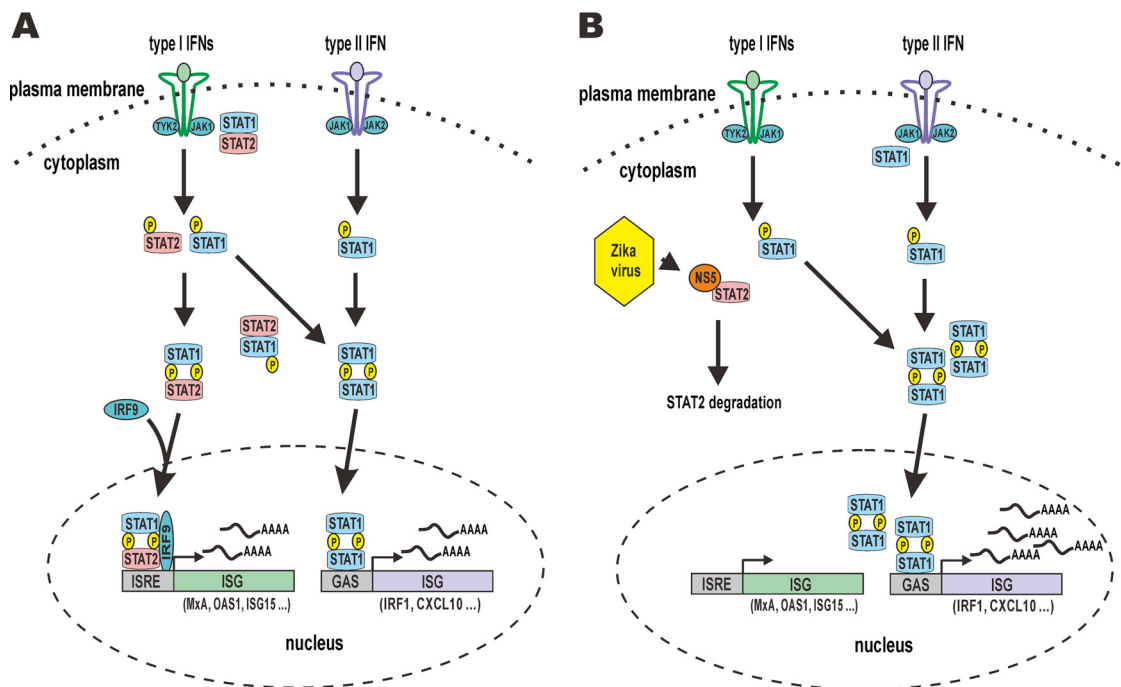 A
type I IFNs
type II IFN
plasma membrane
TYK2
JAK1
STAT1
STAT2
JAK1
JAK2
cytoplasm
P
STAT2
P
STAT1
P
STAT1
STAT2
STAT1
P
STAT1
P P
STAT2
STAT1
P P
STAT1
IRF9
STAT1
P P
STAT2
IRF9
AAAA
AAAA
ISRE
ISG
(MxA, OAS1, ISG15 ...)
STAT1
P P
STAT1
AAAA
AAAA
GAS
ISG
(IRF1, CXCL10 ...)
nucleus
B
type I IFNs
type II IFN
plasma membrane
TYK2
JAK1
JAK1
JAK2
STAT1
cytoplasm
P
STAT1
P
STAT1
Zika
virus
NS5
STAT2
STAT2 degradation
STAT1
P P
STAT1
STAT1
P P
STAT1
STAT1
P P
STAT1
STAT1
P P
STAT1
AAAA
AAAA
AAAA
AAAA
ISRE
ISG
(MxA, OAS1, ISG15 ...)
GAS
ISG
(IRF1, CXCL10 ...)
nucleus